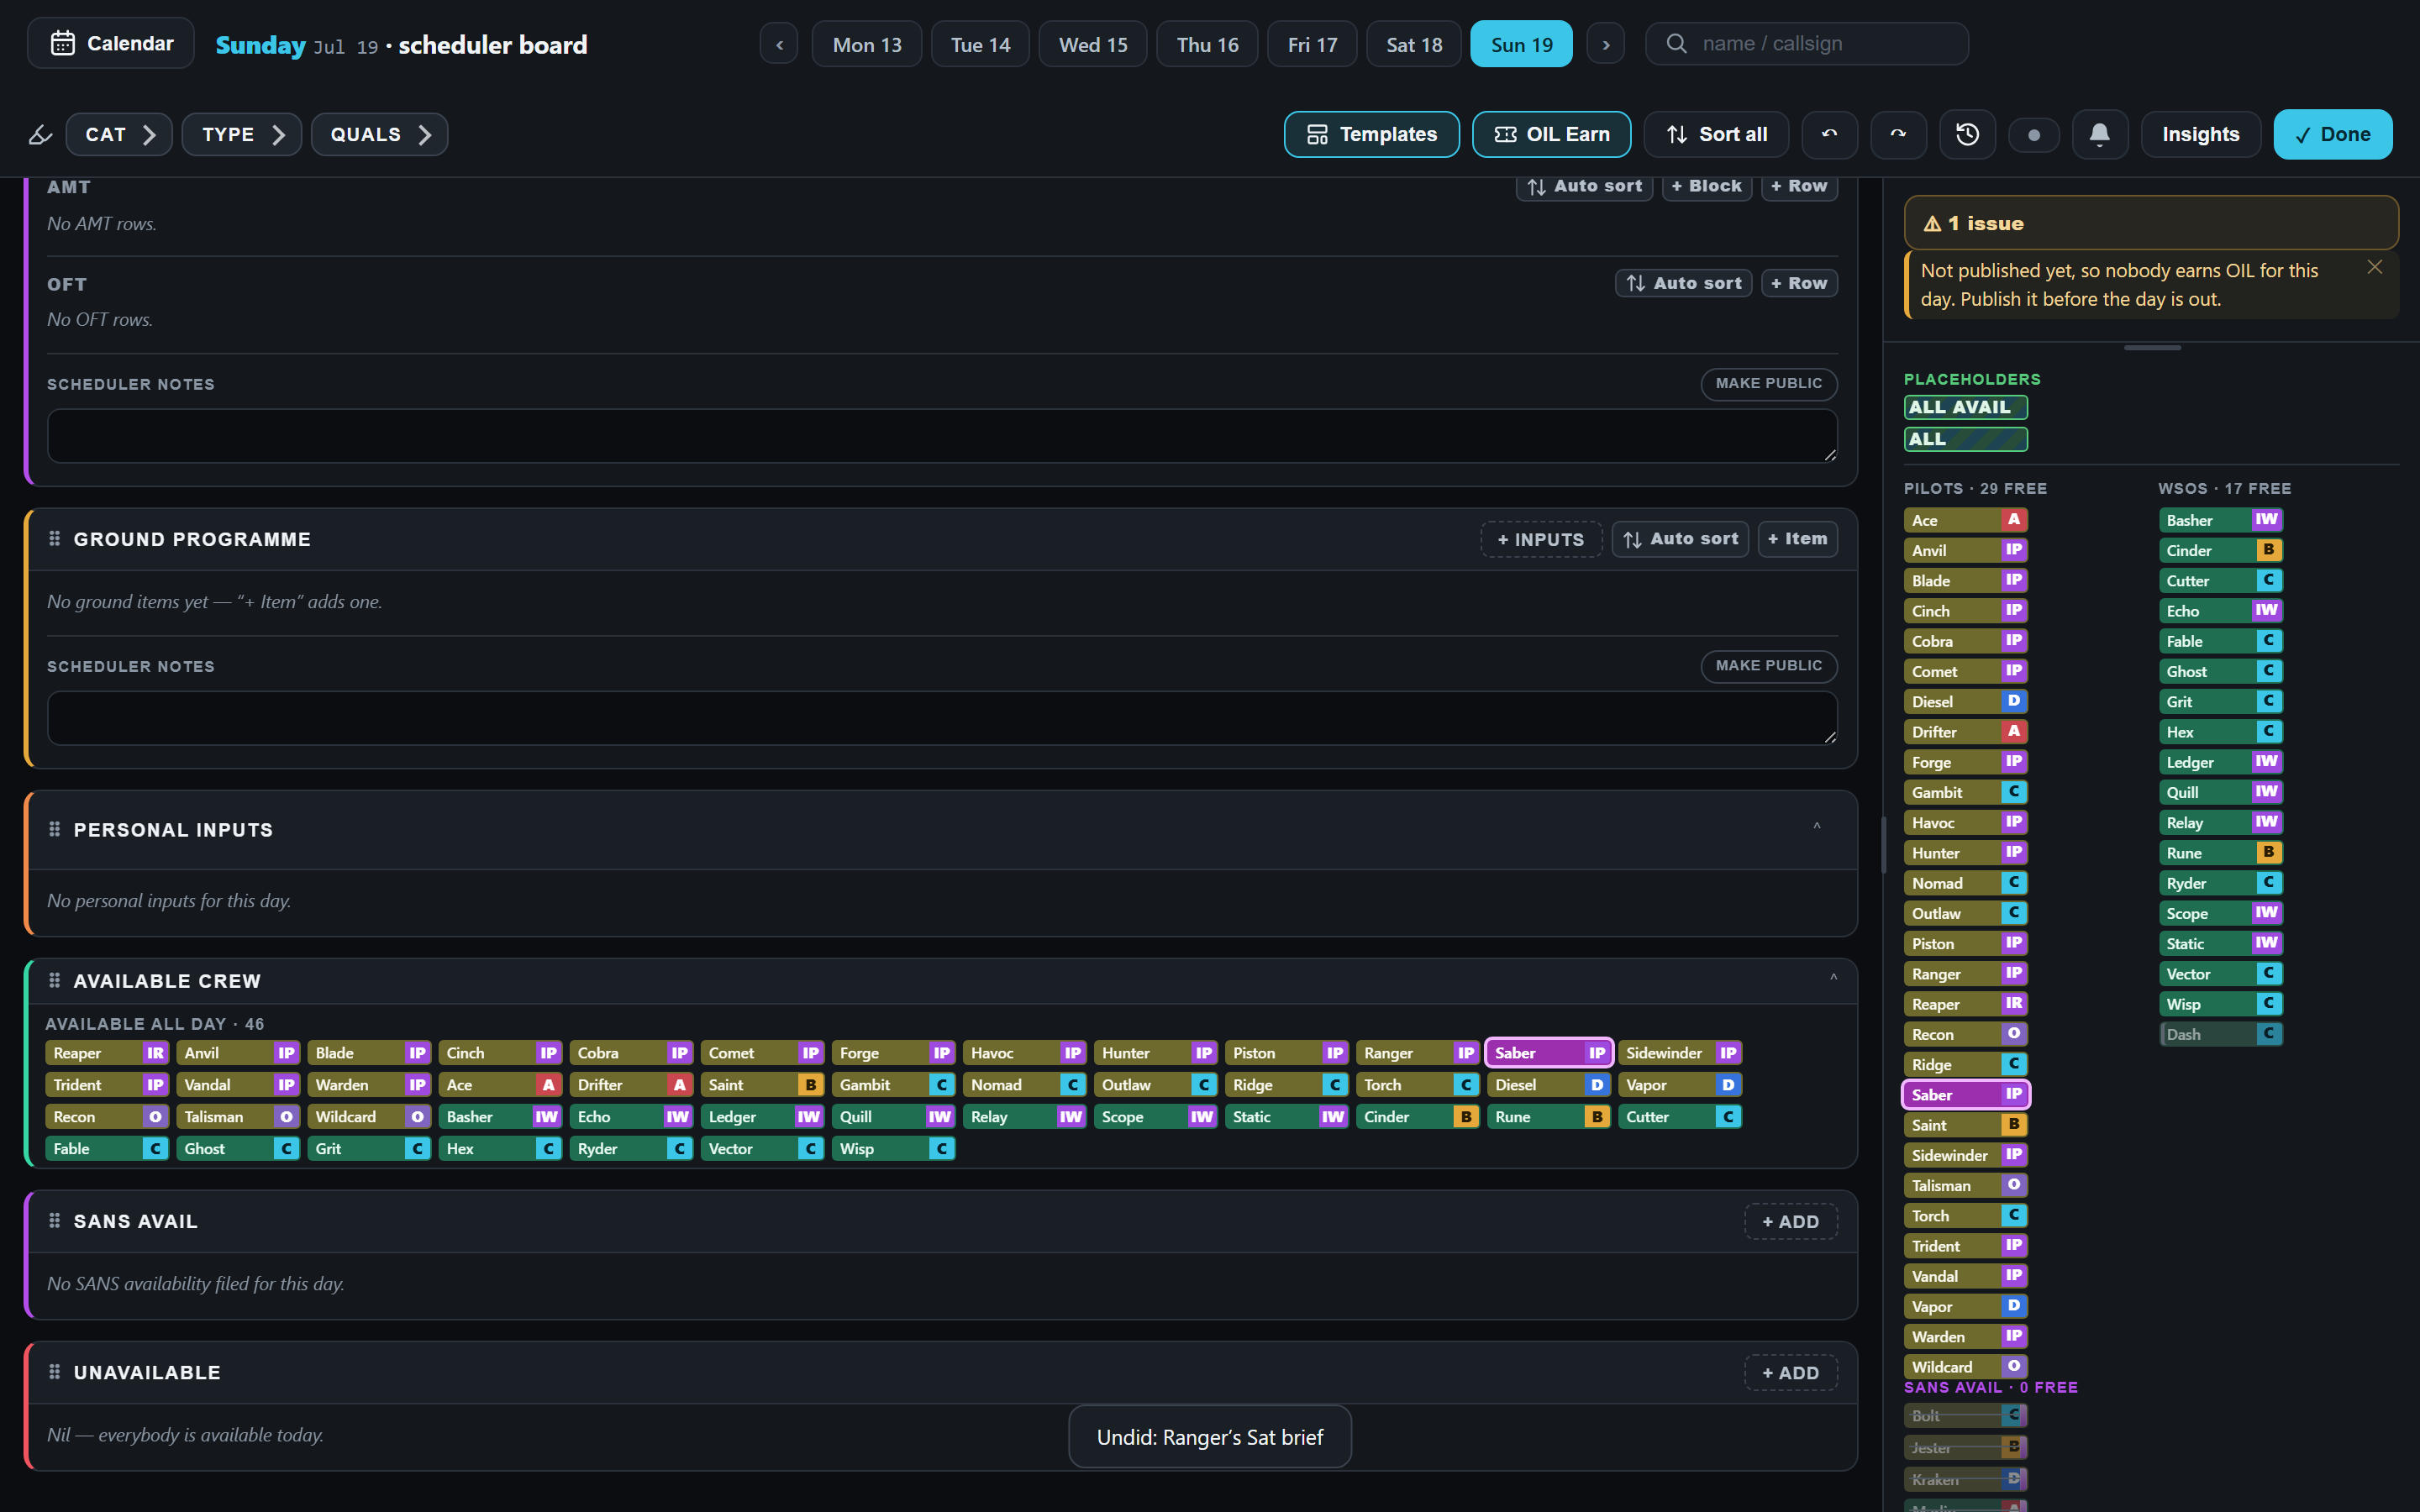 Calendar
Sunday Jul 19 • scheduler board
‹ Mon 13 Tue 14 Wed 15 Thu 16 Fri 17 Sat 18 Sun 19 ›
name / callsign
CAT TYPE QUALS
Templates OIL Earn Sort all Insights ✓ Done
AMT
Auto sort + Block + Row
No AMT rows.
OFT
Auto sort + Row
No OFT rows.
SCHEDULER NOTES
MAKE PUBLIC
GROUND PROGRAMME
+ INPUTS Auto sort + Item
No ground items yet — “+ Item” adds one.
SCHEDULER NOTES
MAKE PUBLIC
PERSONAL INPUTS
No personal inputs for this day.
AVAILABLE CREW
AVAILABLE ALL DAY · 46
Reaper IR Anvil IP Blade IP Cinch IP Cobra IP Comet IP Forge IP Havoc IP Hunter IP Piston IP Ranger IP Saber IP Sidewinder IP
Trident IP Vandal IP Warden IP Ace A Drifter A Saint B Gambit C Nomad C Outlaw C Ridge C Torch C Diesel D Vapor D
Recon O Talisman O Wildcard O Basher IW Echo IW Ledger IW Quill IW Relay IW Scope IW Static IW Cinder B Rune B Cutter C
Fable C Ghost C Grit C Hex C Ryder C Vector C Wisp C
SANS AVAIL
+ ADD
No SANS availability filed for this day.
UNAVAILABLE
+ ADD
Nil — everybody is available today.
Undid: Ranger’s Sat brief
⚠ 1 issue
Not published yet, so nobody earns OIL for this
day. Publish it before the day is out.
PLACEHOLDERS
ALL AVAIL
ALL
PILOTS · 29 FREE
Ace A
Anvil IP
Blade IP
Cinch IP
Cobra IP
Comet IP
Diesel D
Drifter A
Forge IP
Gambit C
Havoc IP
Hunter IP
Nomad C
Outlaw C
Piston IP
Ranger IP
Reaper IR
Recon O
Ridge C
Saber IP
Saint B
Sidewinder IP
Talisman O
Torch C
Trident IP
Vandal IP
Vapor D
Warden IP
Wildcard O
WSOS · 17 FREE
Basher IW
Cinder B
Cutter C
Echo IW
Fable C
Ghost C
Grit C
Hex C
Ledger IW
Quill IW
Relay IW
Rune B
Ryder C
Scope IW
Static IW
Vector C
Wisp C
Dash C
SANS AVAIL · 0 FREE
Bolt C
Jester B
Kraken D